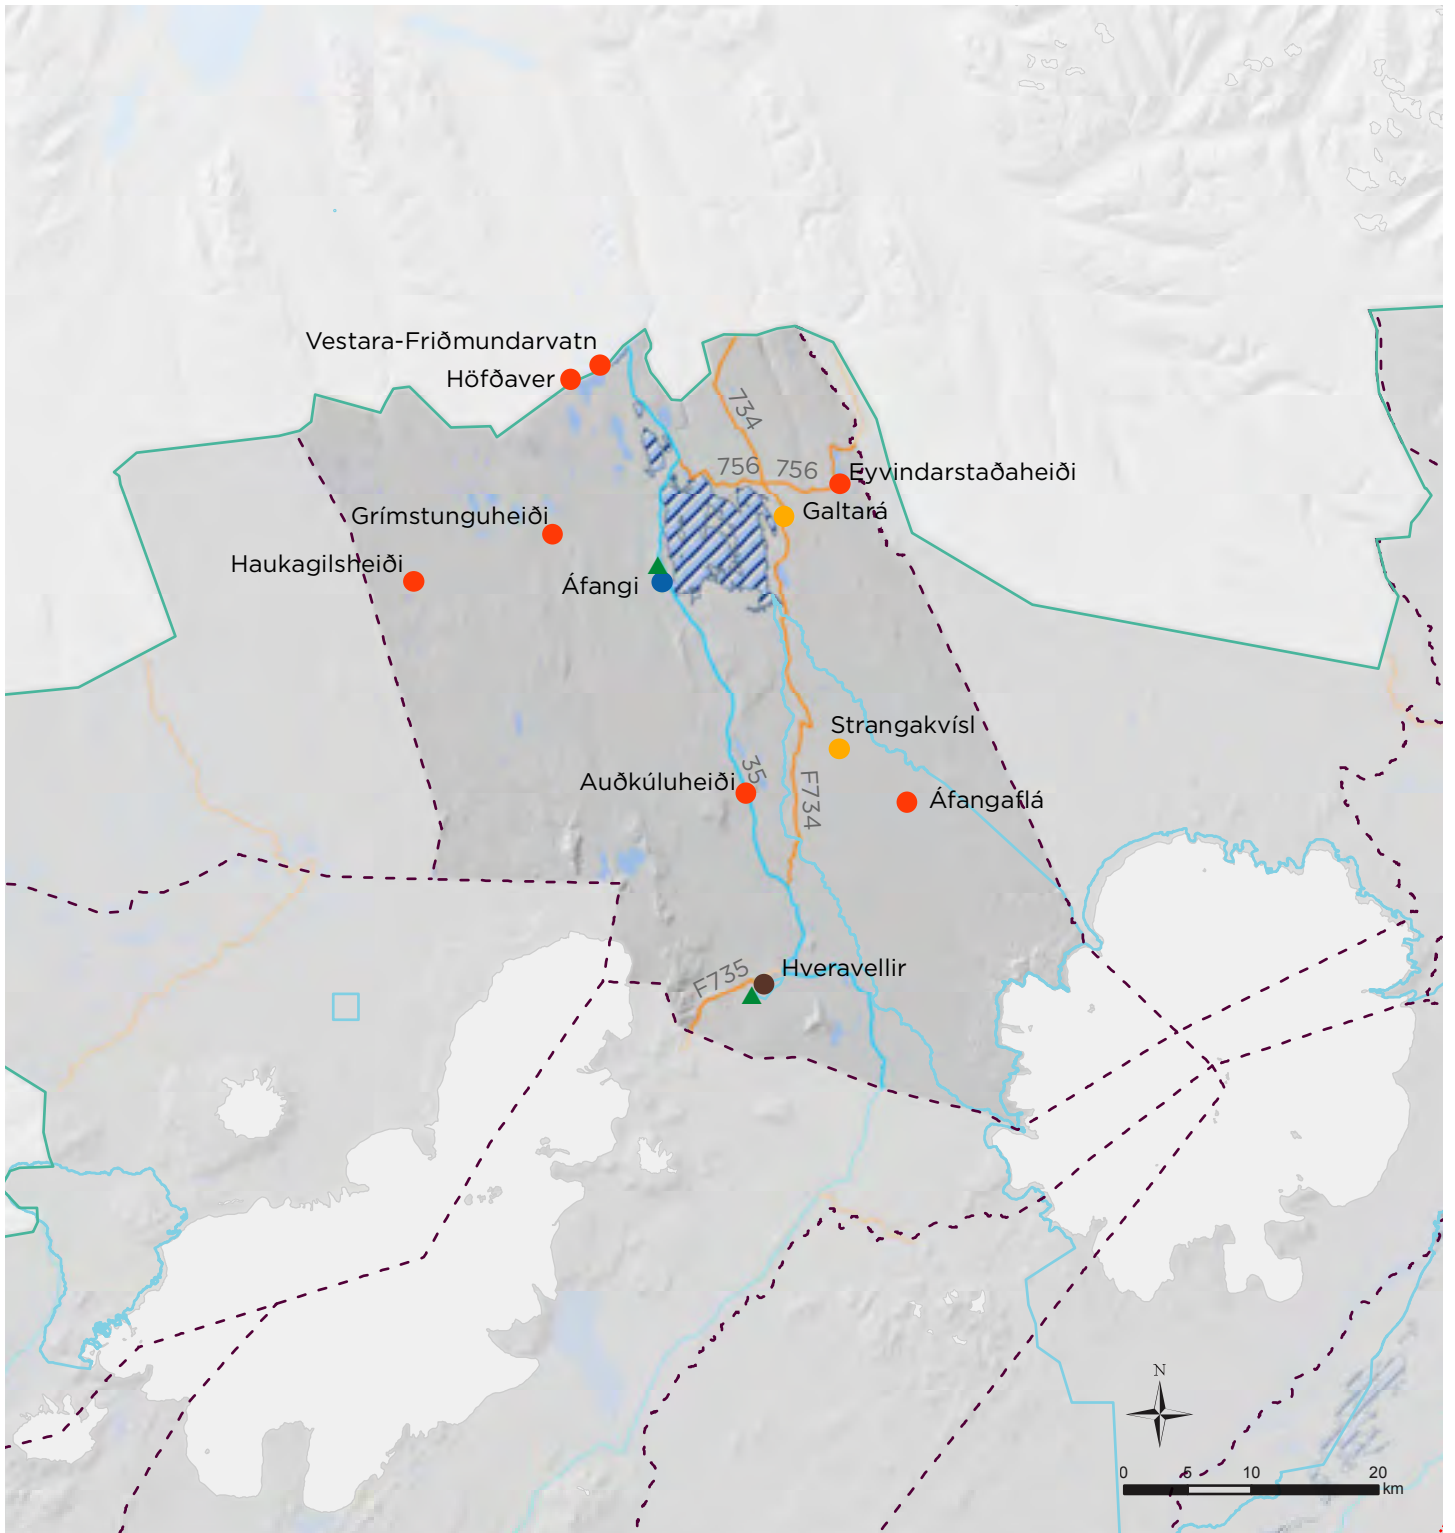 Vestara-Friðmundarvatn
Höfðaver
734
756 756
Eyvindarstaðaheiði
Galtará
Grímstunguheiði
Haukagilsheiði
Áfangi
Strangakvísl
35
Auðkúluheiði
F734
Áfangaflá
Hveravellir
F735
N
0 5 10 20
km